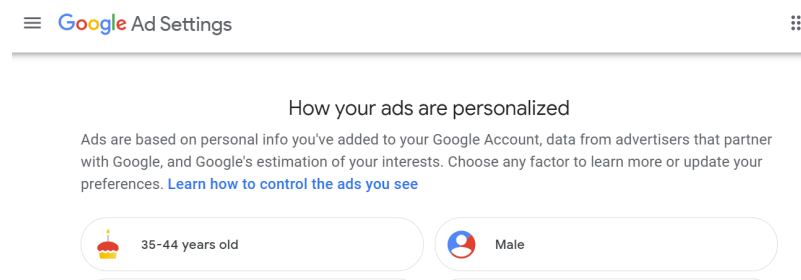 Google Ad Settings
How your ads are personalized
Ads are based on personal info you've added to your Google Account, data from advertisers that partner
with Google, and Google's estimation of your interests. Choose any factor to learn more or update your
preferences. Learn how to control the ads you see
35-44 years old
Male